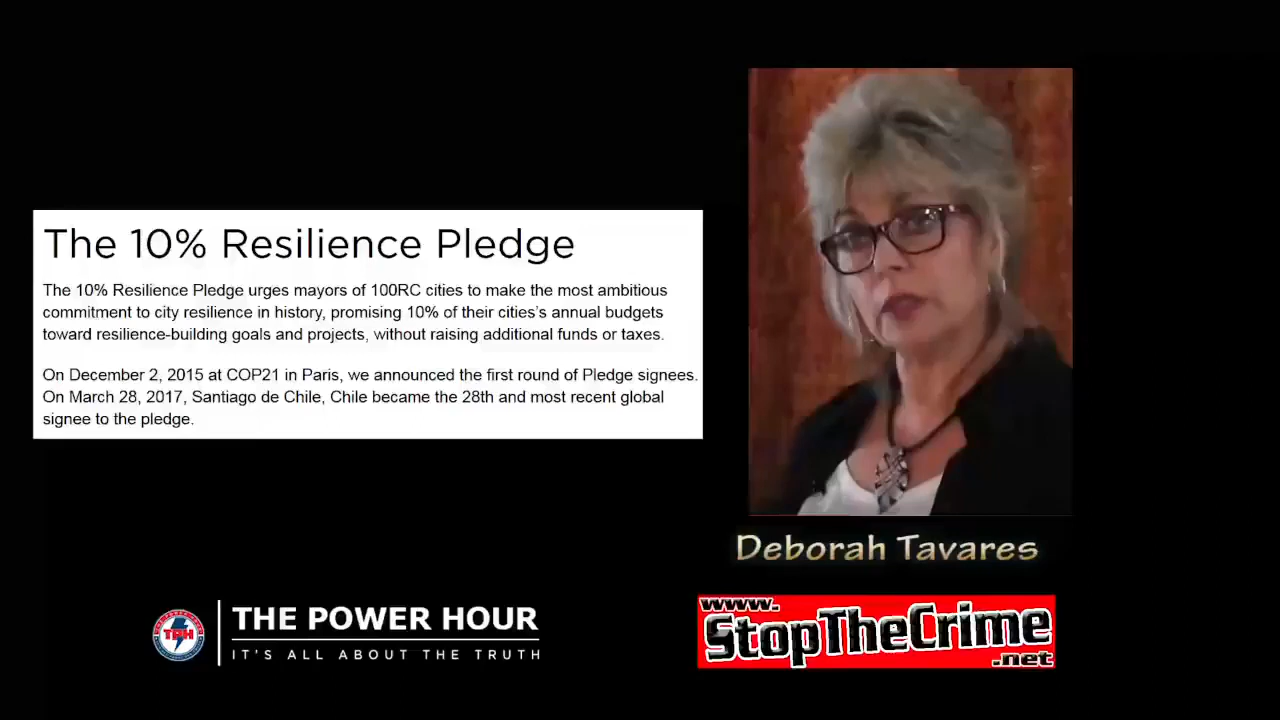 The 10% Resilience Pledge
The 10% Resilience Pledge urges mayors of 100RC cities to make the most ambitious
commitment to city resilience in history, promising 10% of their cities's annual budgets
toward resilience-building goals and projects, without raising additional funds or taxes.
On December 2, 2015 at COP21 in Paris, we announced the first round of Pledge signees.
On March 28, 2017, Santiago de Chile, Chile became the 28th and most recent global
signee to the pledge.
Deborah Tavares
TPH
THE POWER HOUR
IT'S ALL ABOUT THE TRUTH
www.
StopTheCrime
.net